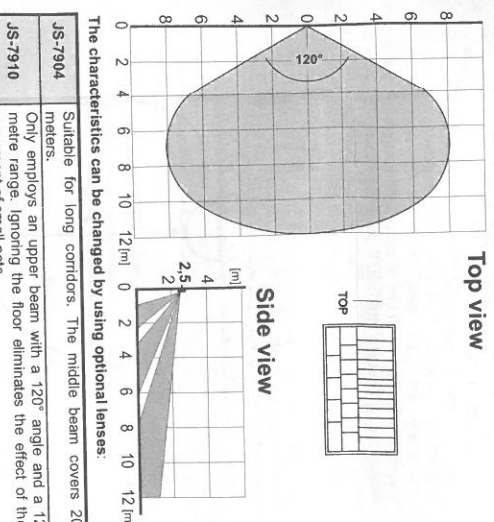 Top view
8
6
4
2
0
2
4
6
8
120°
0 2 4 6 8 10 12 [m]
TOP
Side view
[m]
4
2,5
2
0 2 4 6 8 10 12 [m]
The characteristics can be changed by using optional lenses:
JS-7904 Suitable for long corridors. The middle beam covers 20
meters.
JS-7910 Only employs an upper beam with a 120° angle and a 12
metre range. Ignoring the floor eliminates the effect of the
of small pets